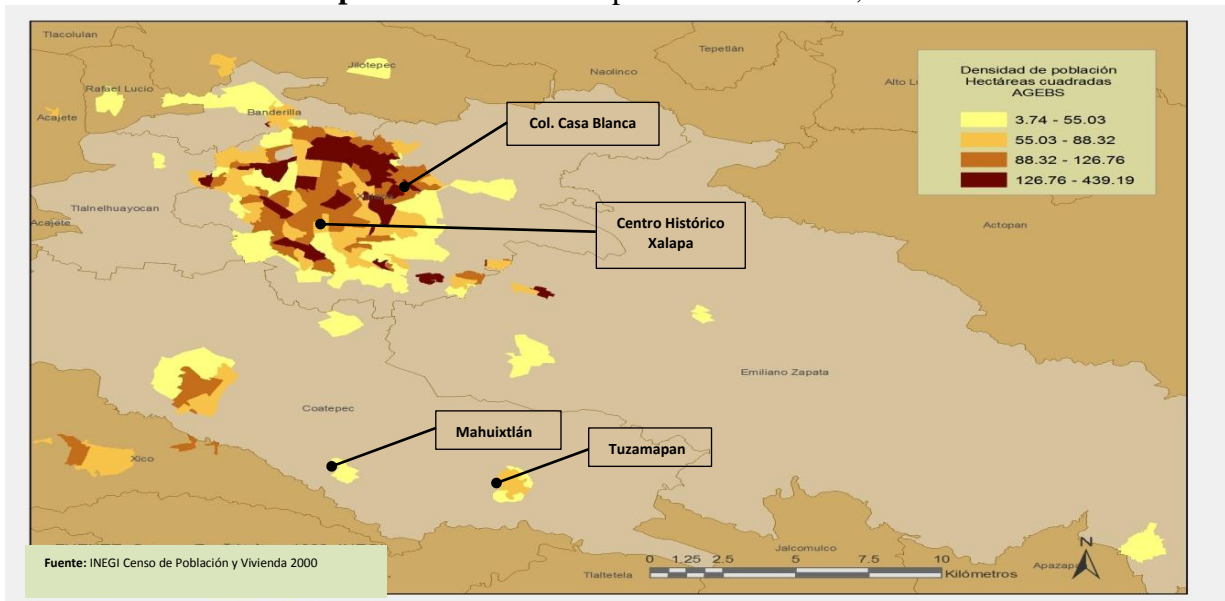 Tlacolulan
Tepetlán
Jilotepec
Naolinco
Alto Lu
Rafael Lucio
Acajete
Banderilla
Densidad de población
Hectáreas cuadradas
AGEBS
3.74 - 55.03
55.03 - 88.32
88.32 - 126.76
126.76 - 439.19
Col. Casa Blanca
Tlalnelhuayocan
Acajete
Centro Histórico
Xalapa
Actopan
Emiliano Zapata
Coatepec
Mahuixtlán
Tuzamapan
Xico
Fuente: INEGI Censo de Población y Vivienda 2000
Jalcomulco
N
0 1.25 2.5 5 7.5 10
Kilómetros
Tlaltetela
Apazapa